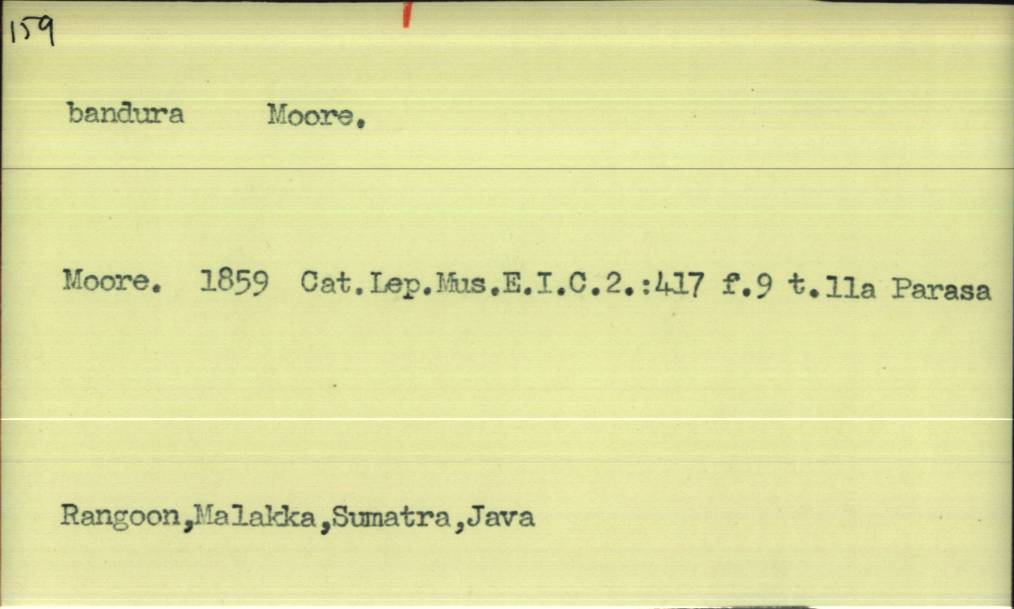 159
bandura Moore.
Moore. 1859 Cat.Lep.Mus.E.I.C.2.:417 f.9 t.11a Parasa
Rangoon,Malakka,Sumatra,Java